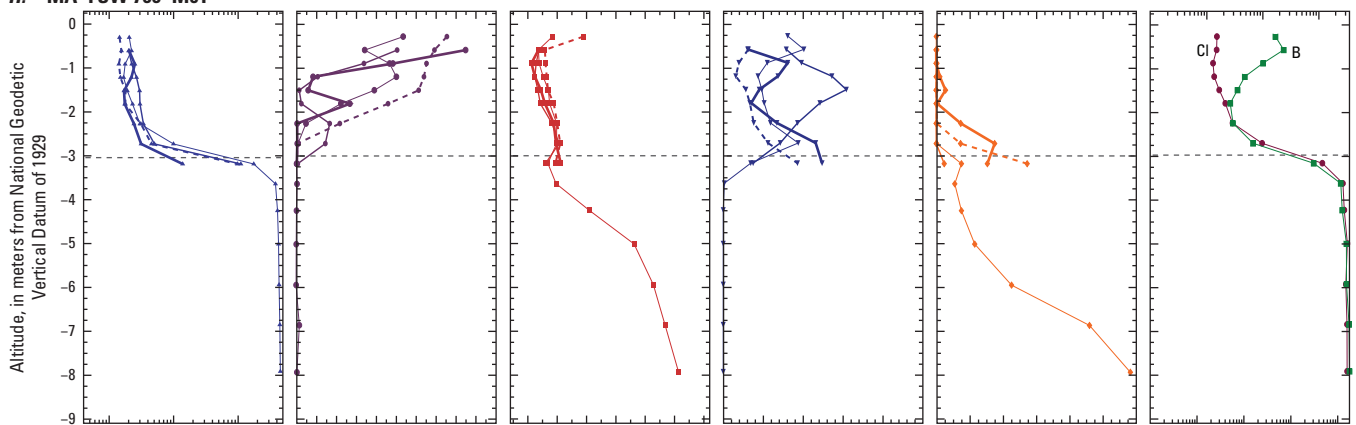 0
−1
−2
−3
−4
−5
−6
−7
−8
−9
Altitude, in meters from National Geodetic
Vertical Datum of 1929
Cl
B